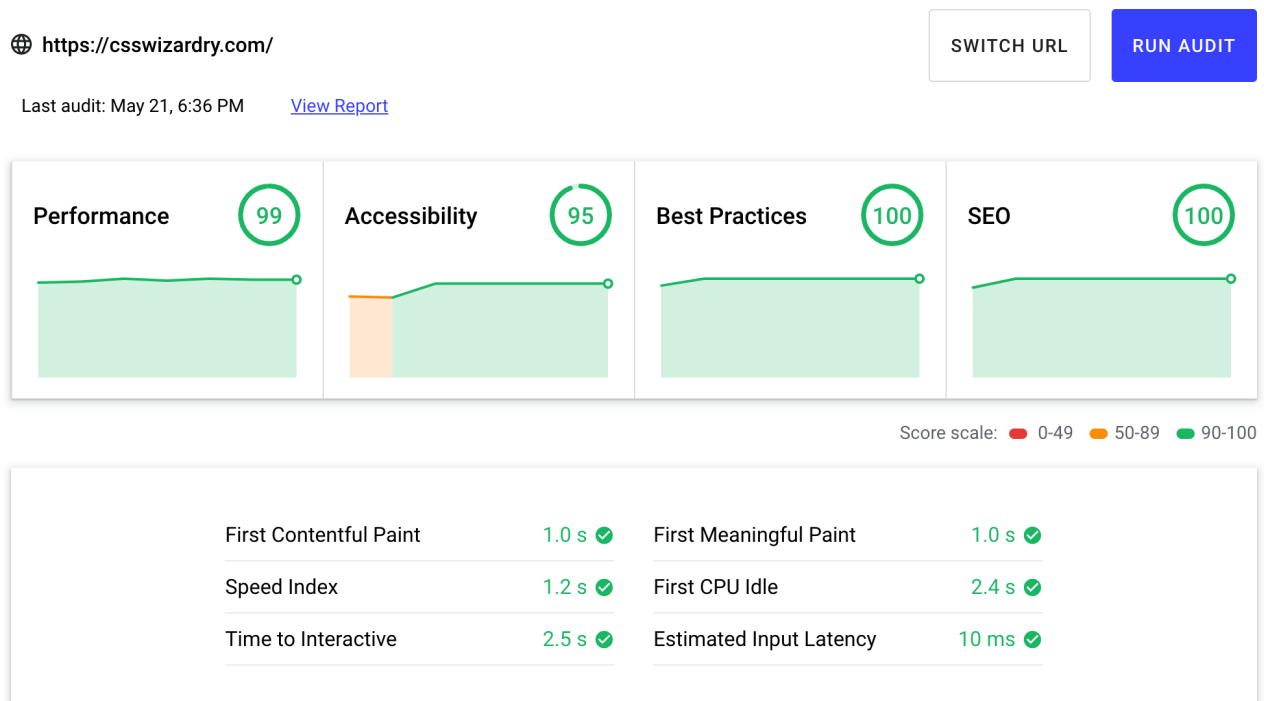 https://csswizardry.com/
SWITCH URL
RUN AUDIT
Last audit: May 21, 6:36 PM
View Report
Performance 99
Accessibility 95
Best Practices 100
SEO 100
Score scale: 0-49 50-89 90-100
First Contentful Paint 1.0 s
First Meaningful Paint 1.0 s
Speed Index 1.2 s
First CPU Idle 2.4 s
Time to Interactive 2.5 s
Estimated Input Latency 10 ms